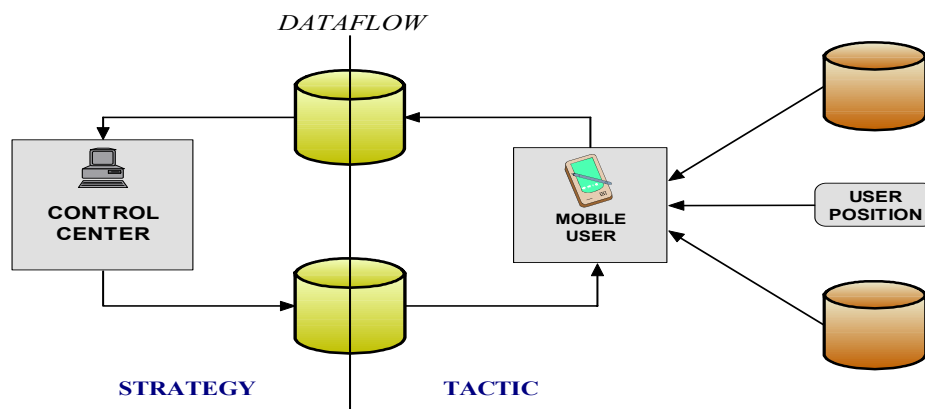 DATAFLOW
CONTROL
CENTER
MOBILE
USER
USER
POSITION
STRATEGY
TACTIC